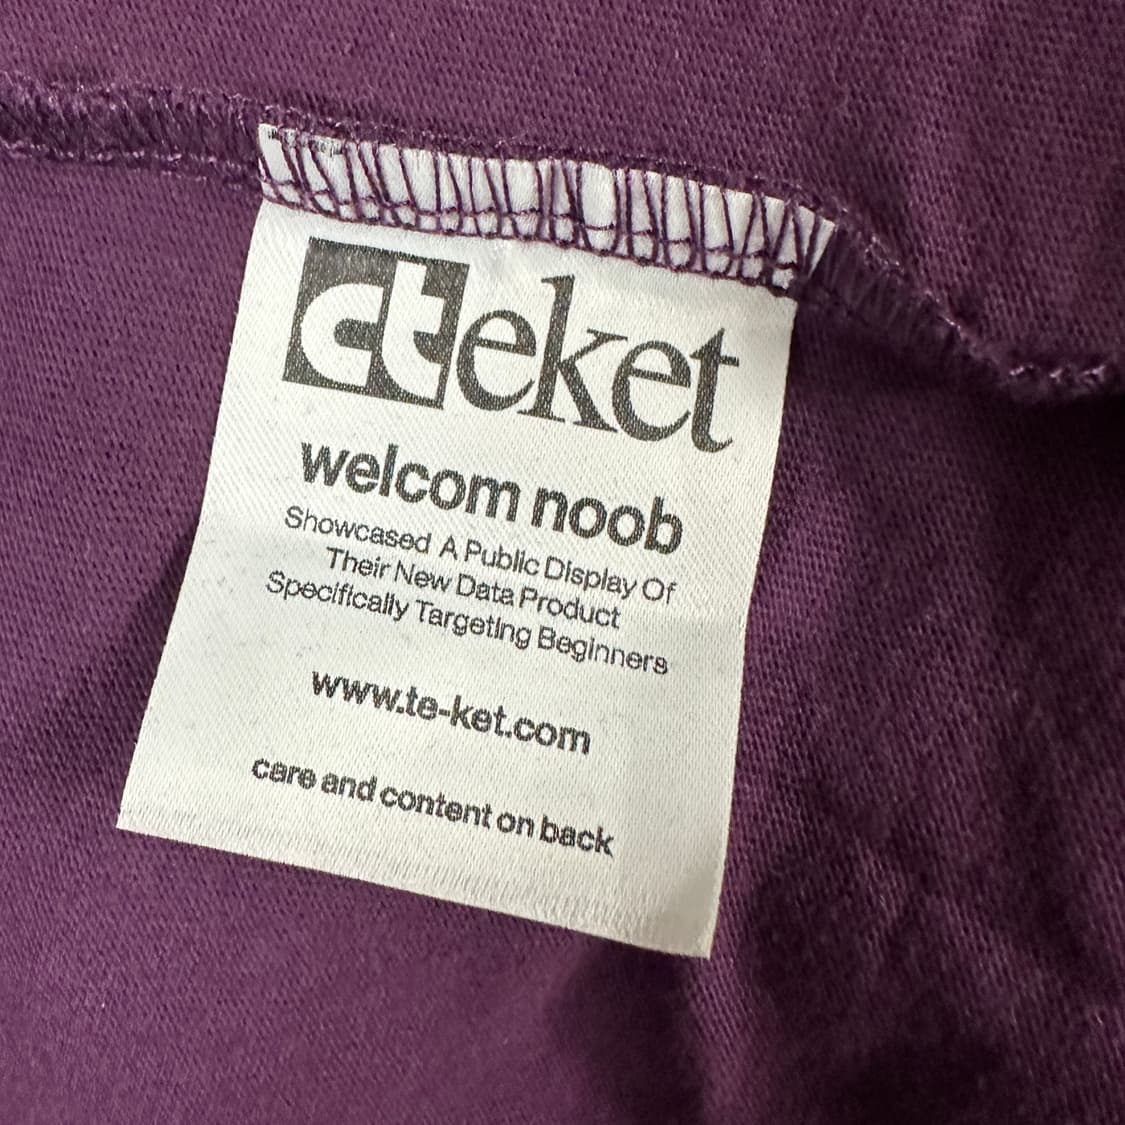 cteket
welcom noob
Showcased A Public Display Of
Their New Data Product
Specifically Targeting Beginners
www.te-ket.com
care and content on back